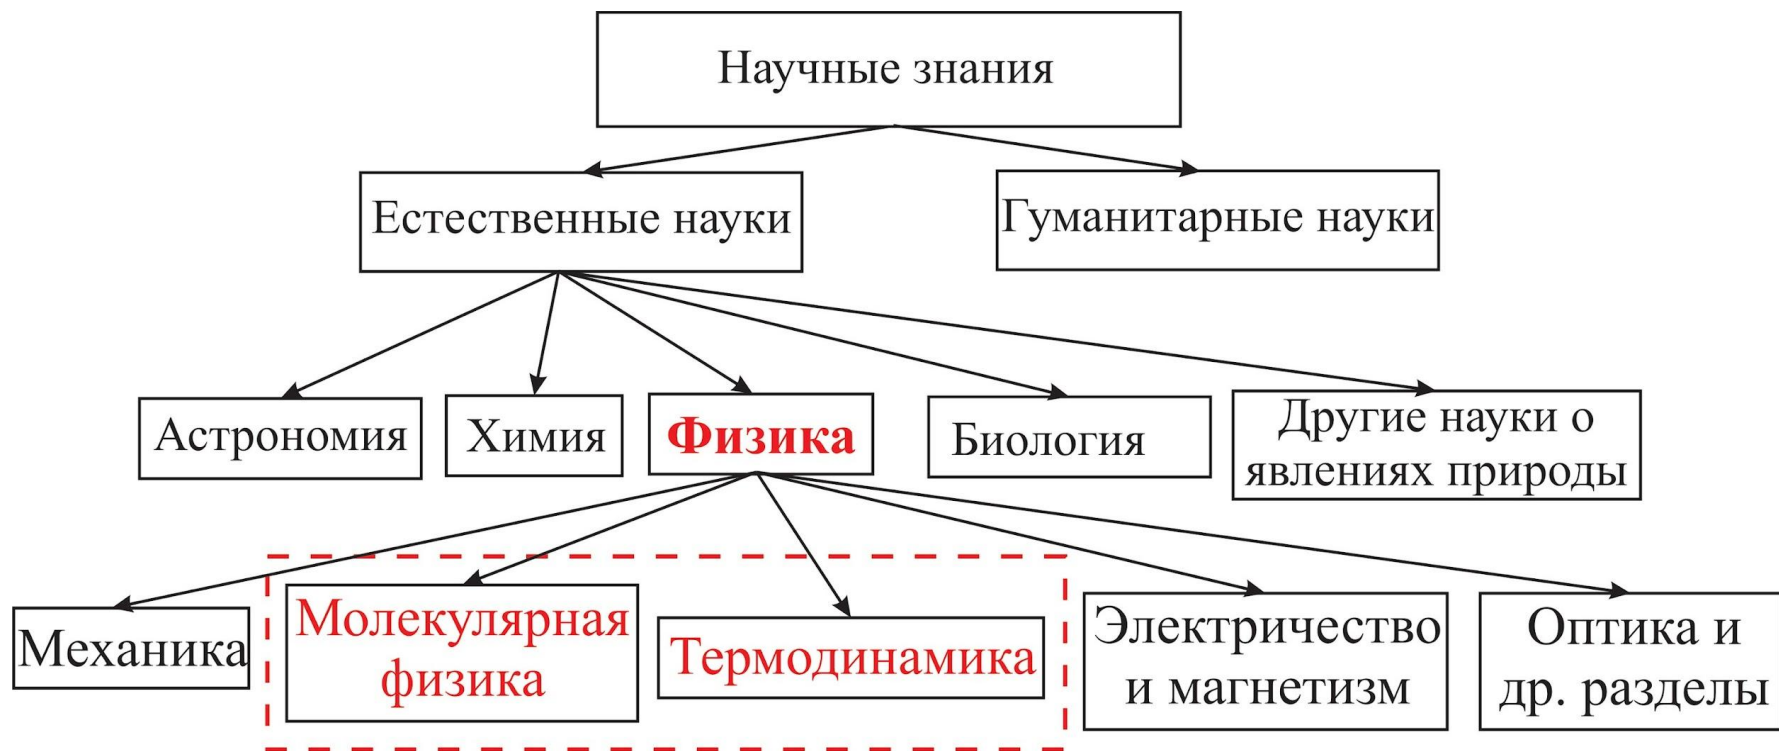 Научные знания
Естественные науки
Гуманитарные науки
Астрономия
Химия
Физика
Биология
Другие науки о
явлениях природы
Механика
Молекулярная
физика
Термодинамика
Электричество
и магнетизм
Оптика и
др. разделы